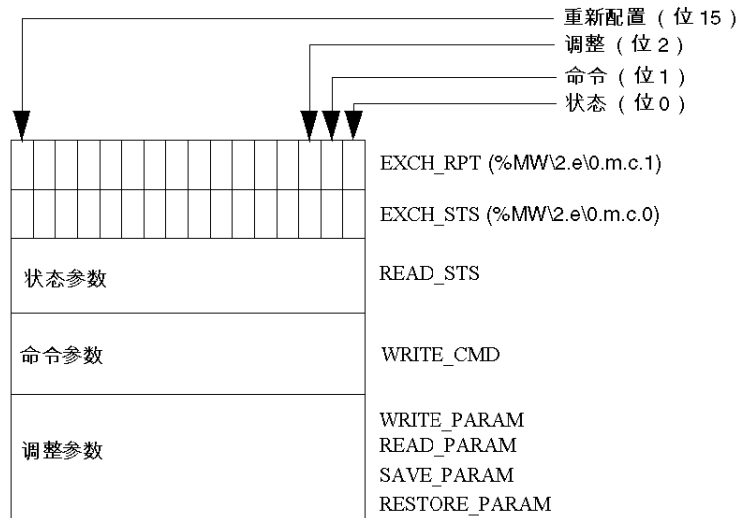 重新配置 ( 位 15 )
调整 ( 位 2 )
命令 ( 位 1 )
状态 ( 位 0 )
EXCH_RPT (%MW\2.e\0.m.c.1)
EXCH_STS (%MW\2.e\0.m.c.0)
状态参数 READ_STS
命令参数 WRITE_CMD
WRITE_PARAM
调整参数 READ_PARAM
SAVE_PARAM
RESTORE_PARAM